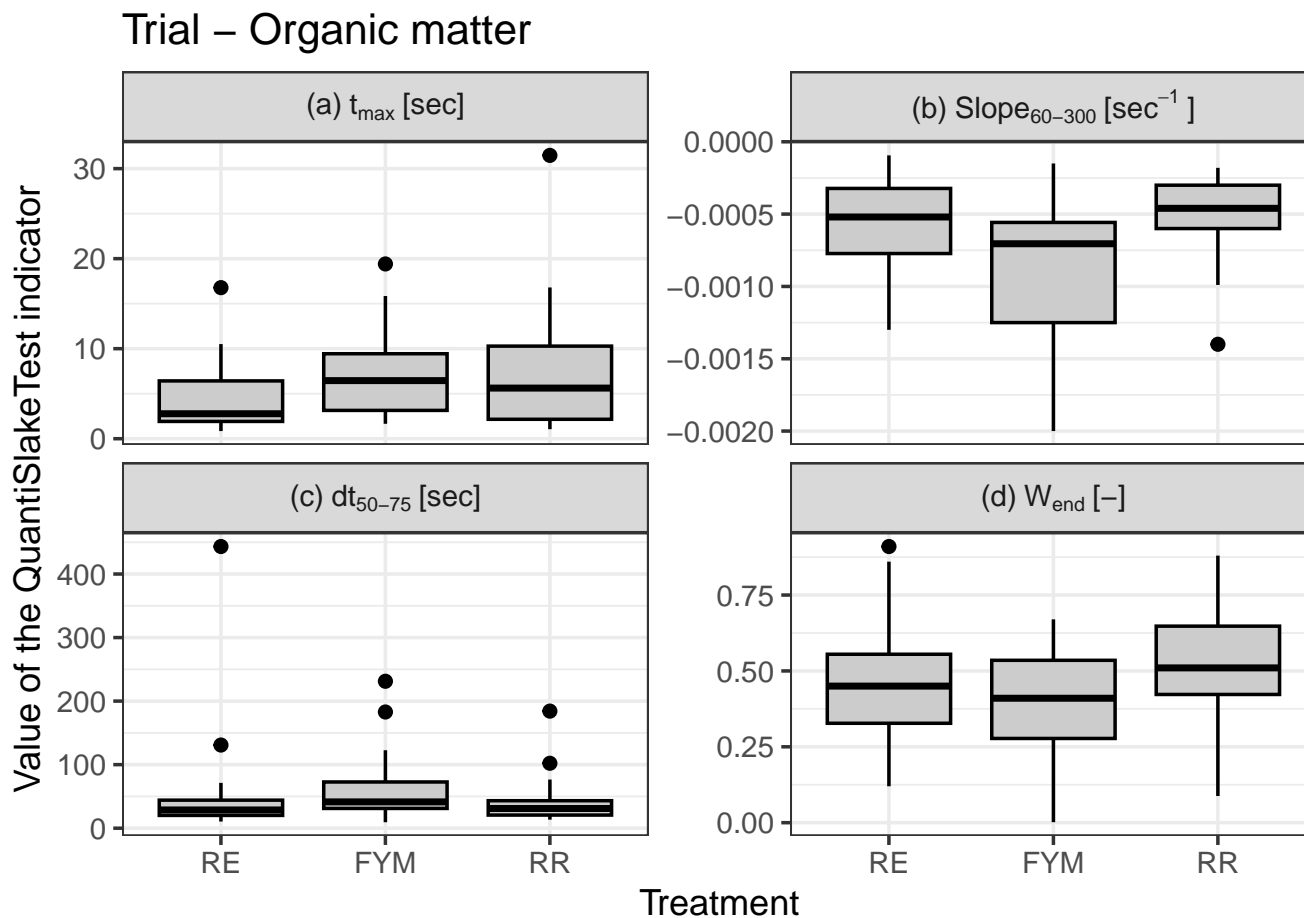 Trial – Organic matter
(a) tmax [sec]
(b) Slope60−300 [sec−1 ]
30
20
10
0
0.0000
−0.0005
−0.0010
−0.0015
−0.0020
(c) dt50−75 [sec]
(d) Wend [−]
400
300
200
100
0
0.75
0.50
0.25
0.00
RE FYM RR
RE FYM RR
Value of the QuantiSlakeTest indicator
Treatment